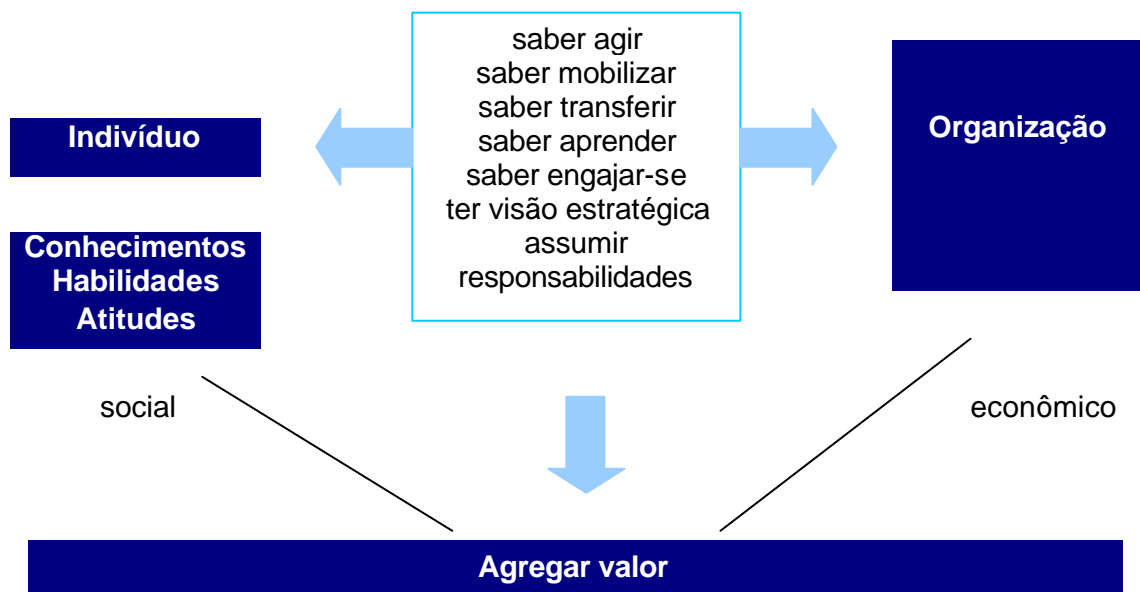 saber agir
saber mobilizar
saber transferir
saber aprender
saber engajar-se
ter visão estratégica
assumir
responsabilidades
Indivíduo
Organização
Conhecimentos
Habilidades
Atitudes
social
econômico
Agregar valor